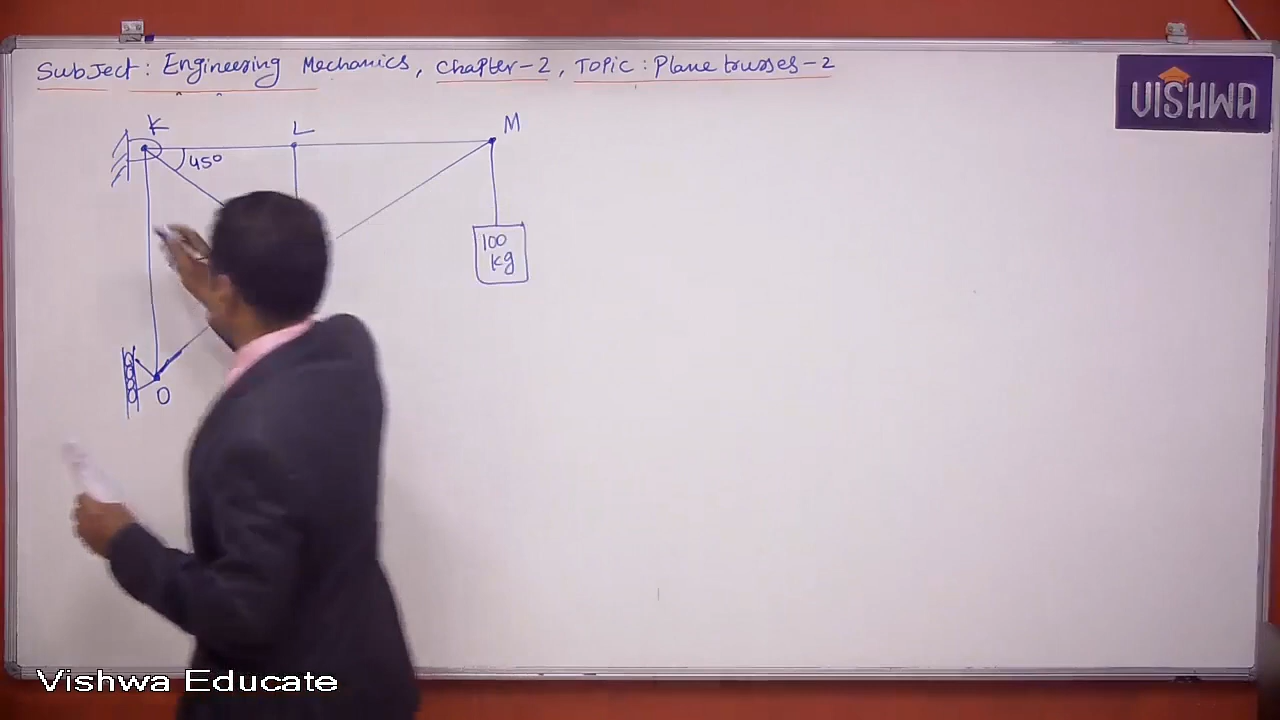 Subject: Engineering Mechanics, Chapter-2, Topic: Plane trusses-2
VISHWA
K
L
M
45°
100
kg
O
Vishwa Educate